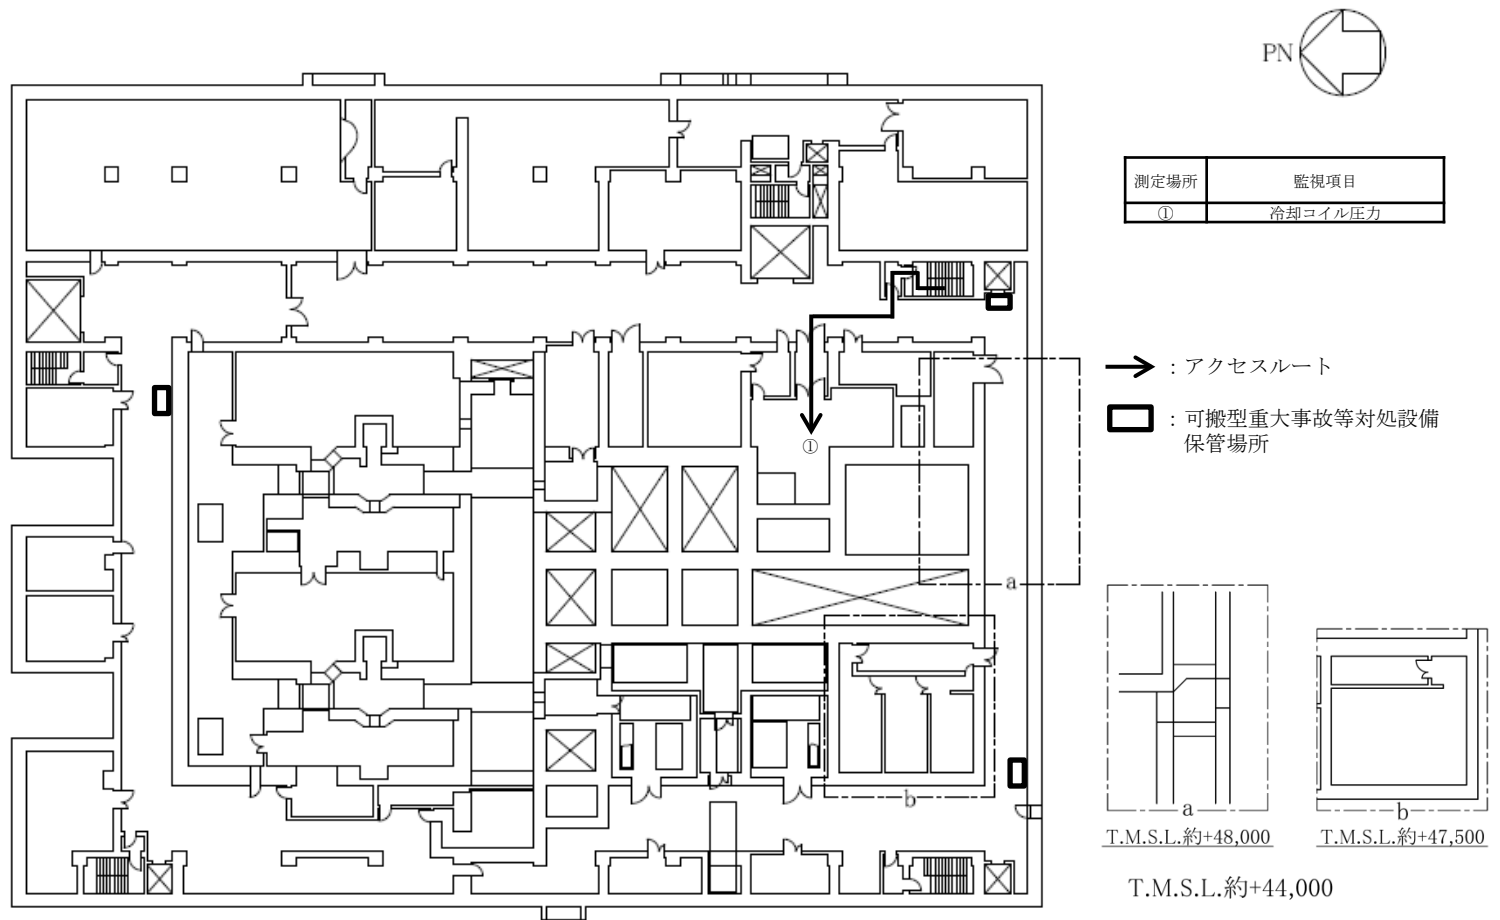 PN
測定場所 監視項目
① 冷却コイル圧力
：アクセスルート
：可搬型重大事故等対処設備
保管場所
①
a
b
a
T.M.S.L.約+48,000
b
T.M.S.L.約+47,500
T.M.S.L.約+44,000